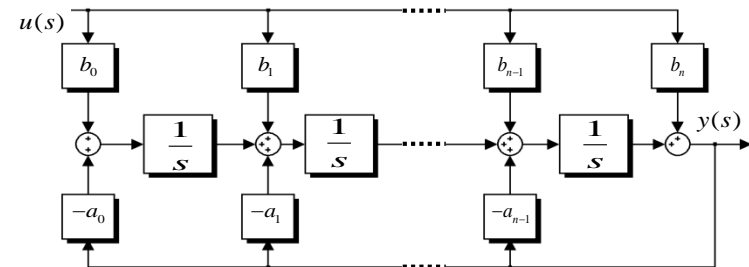 u(s)
b₀ b₁ bₙ₋₁ bₙ
y(s)
1/s 1/s 1/s
-a₀ -a₁ -aₙ₋₁